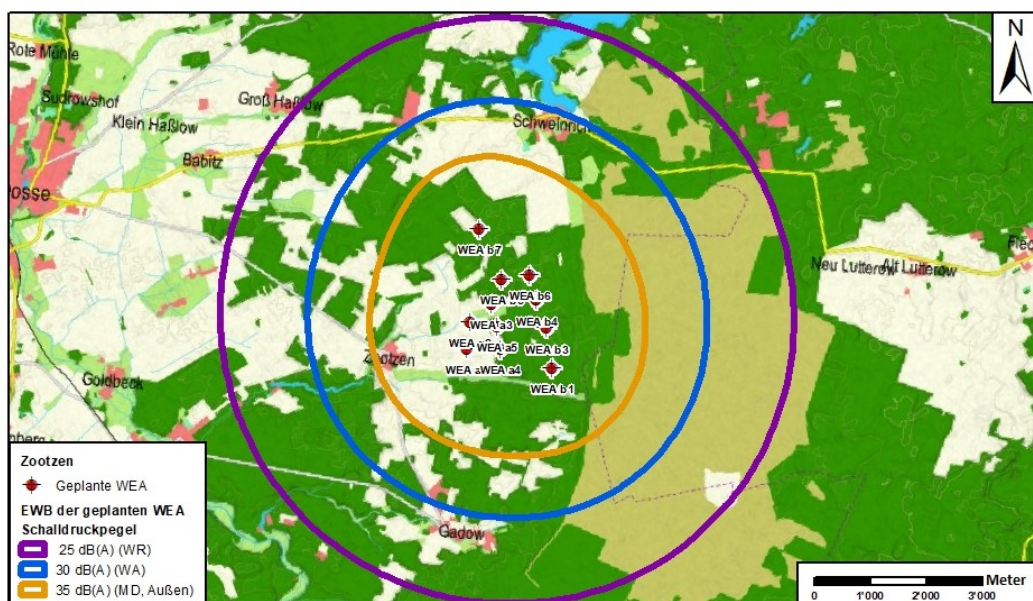 N
Rote Mühle
Sudrowshof
Groß Haßlow
Klein Haßlow
Schweinrich
Babitz
osse
WEA b7
Neu Lutterow
Alt Lutterow
Flec
WEA b6
WEA a3
WEA b4
WEA a5
WEA b3
Zootzen
WEA a
WEA a4
WEA b1
Goldbeck
nberg
Gadow
Zootzen
Geplante WEA
EWB der geplanten WEA
Schalldruckpegel
25 dB(A) (WR)
30 dB(A) (WA)
35 dB(A) (MD, Außen)
Meter
0 1'000 2'000 3'000